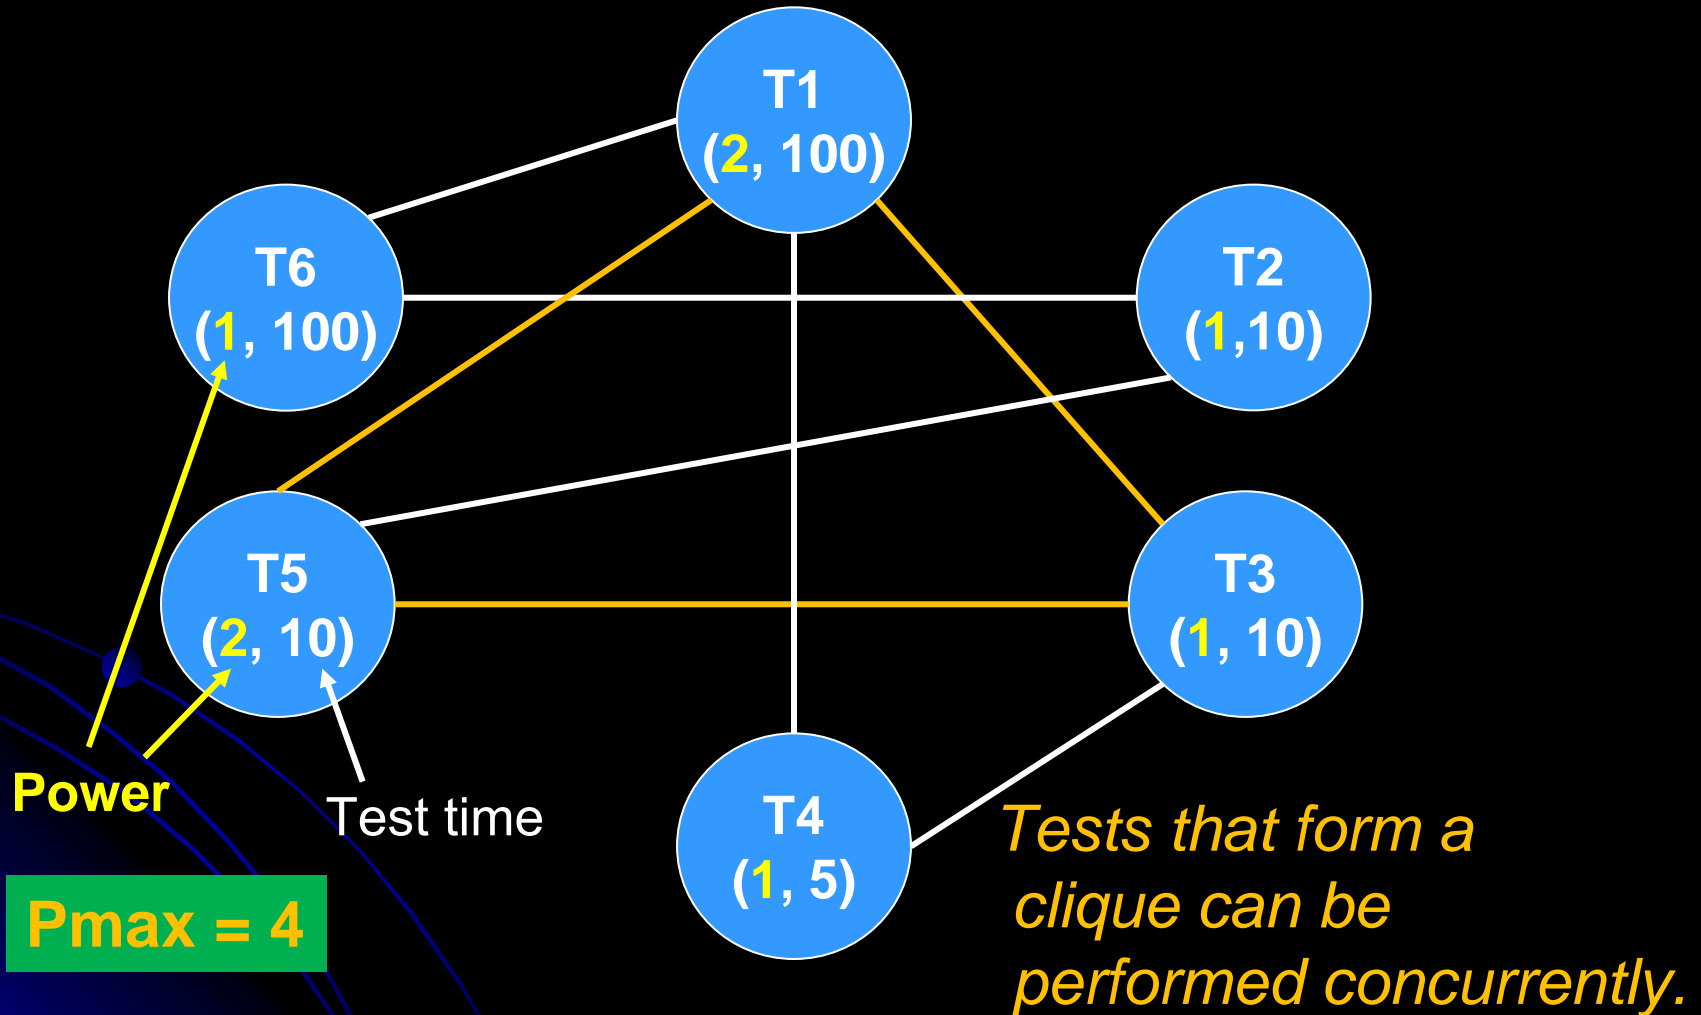 T1
(2, 100)
T6
(1, 100)
T2
(1,10)
T5
(2, 10)
T3
(1, 10)
Power
Test time
T4
(1, 5)
Pmax = 4
Tests that form a
clique can be
performed concurrently.